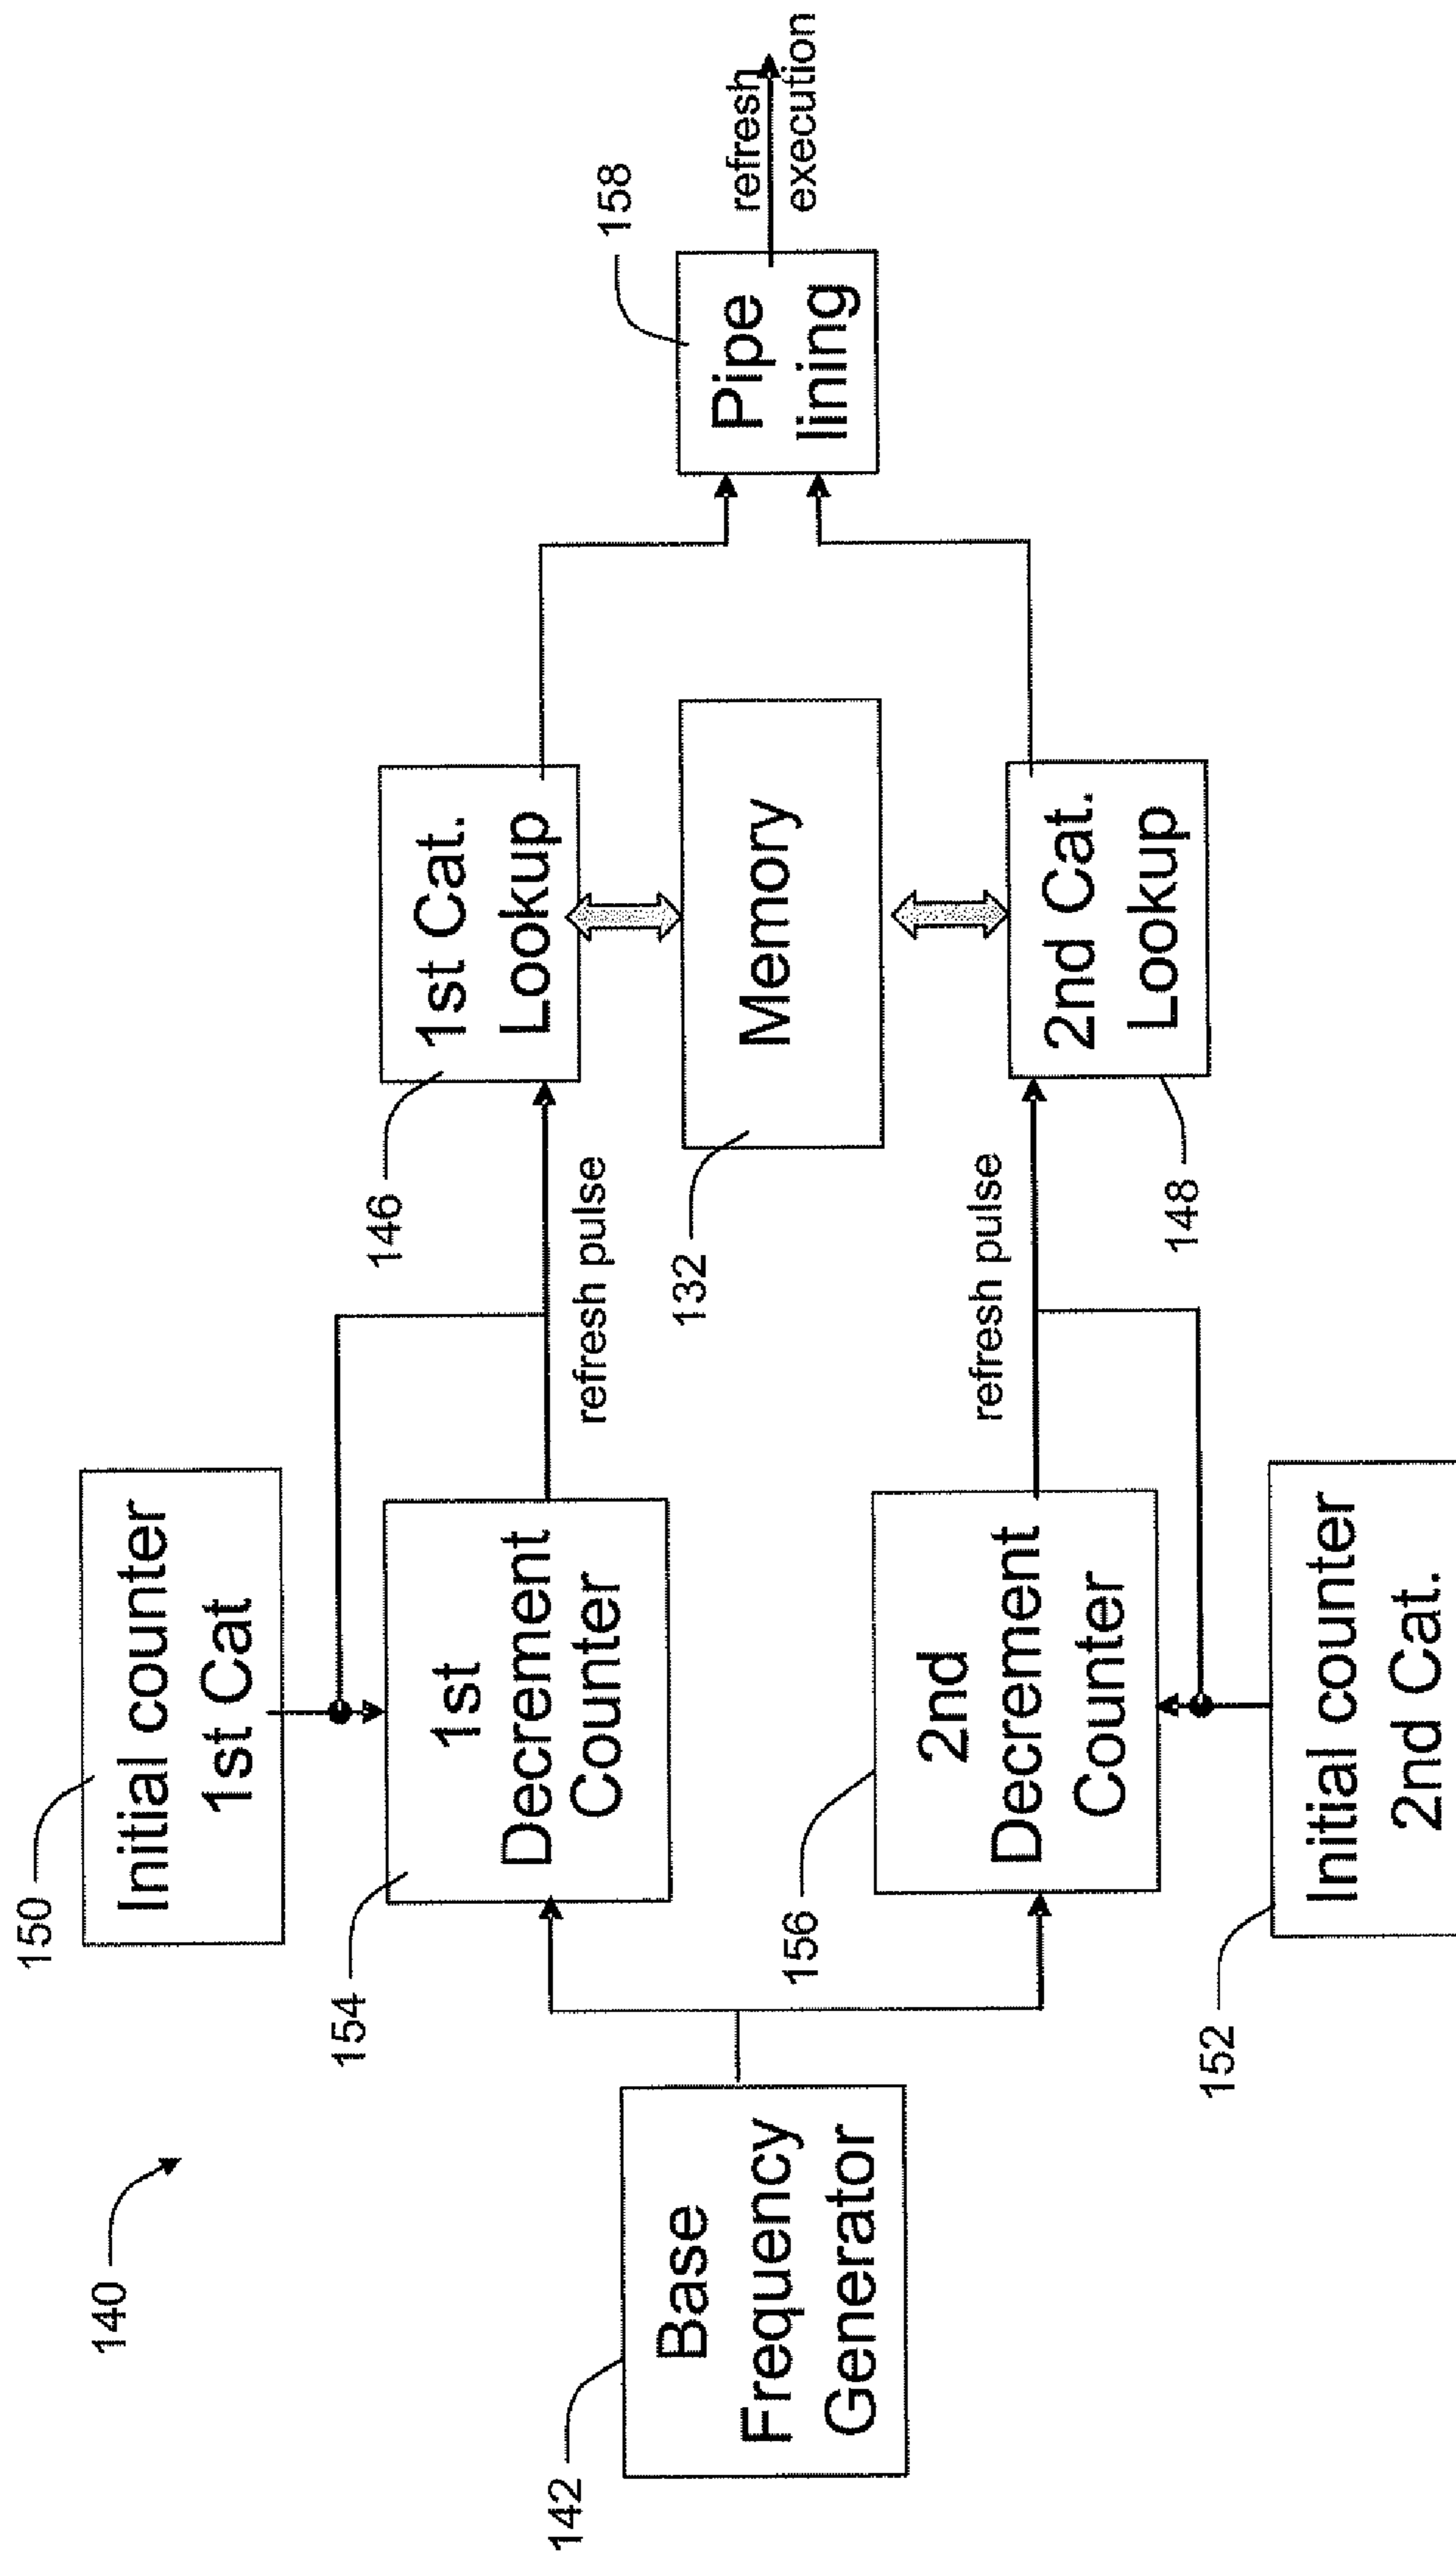 140
150
Initial counter
1st Cat
154
1st
Decrement
Counter
refresh pulse
146
1st Cat.
Lookup
142
Base
Frequency
Generator
132
Memory
158
Pipe
lining
refresh
execution
156
2nd
Decrement
Counter
refresh pulse
148
2nd Cat.
Lookup
152
Initial counter
2nd Cat.